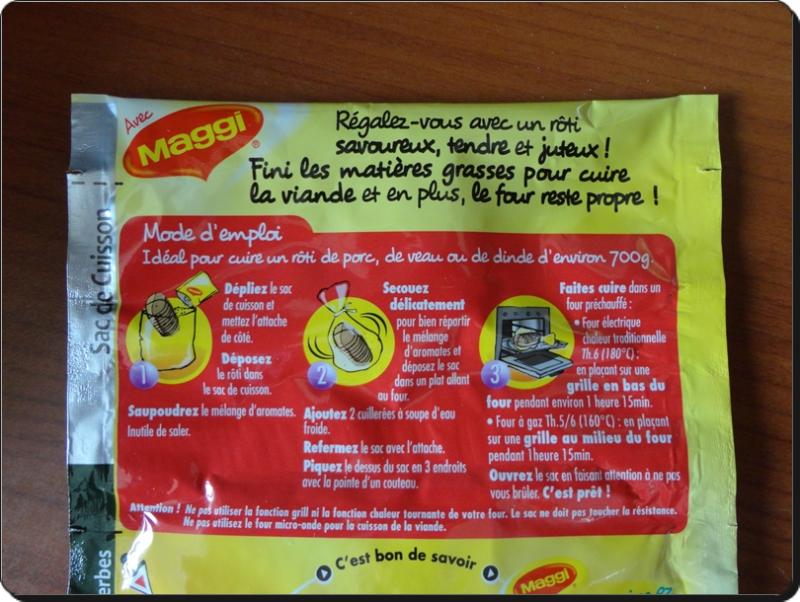 Avec
Maggi®
Régalez-vous avec un rôti
savoureux, tendre et juteux !
Fini les matières grasses pour cuire
la viande et en plus, le four reste propre !
Sac de Cuisson
Mode d'emploi
Idéal pour cuire un rôti de porc, de veau ou de dinde d'environ 700g.
1
Dépliez le sac
de cuisson et
mettez l'attache
de côté.
Déposez
le rôti dans
le sac de cuisson.
Saupoudrez le mélange d'aromates.
Inutile de saler.
2
Secouez
délicatement
pour bien répartir
le mélange
d'aromates et
déposez le sac
dans un plat allant
au four.
Ajoutez 2 cuillerées à soupe d'eau
froide.
Refermez le sac avec l'attache.
Piquez le dessus du sac en 3 endroits
avec la pointe d'un couteau.
3
Faites cuire dans un
four préchauffé :
• Four électrique
chaleur traditionnelle
Th.6 (180°C) :
en plaçant sur une
grille en bas du
four pendant environ 1 heure 15min.
• Four à gaz Th.5/6 (160°C) : en plaçant
sur une grille au milieu du four
pendant 1heure 15min.
Ouvrez le sac en faisant attention à ne pas
vous brûler. C'est prêt !
Attention ! Ne pas utiliser la fonction grill ni la fonction chaleur tournante de votre four. Le sac ne doit pas toucher la résistance.
Ne pas utilisez le four micro-onde pour la cuisson de la viande.
C'est bon de savoir
Maggi
erbes